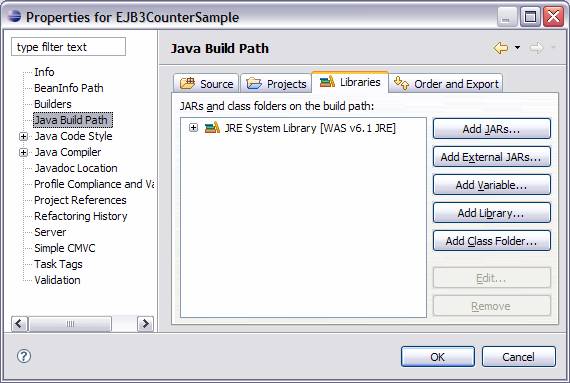 Properties for EJB3CounterSample
type filter text
Info
BeanInfo Path
Builders
Java Build Path
Java Code Style
Java Compiler
Javadoc Location
Profile Compliance and Va
Project References
Refactoring History
Server
Simple CMVC
Task Tags
Validation
Java Build Path
Source Projects Libraries Order and Export
JARs and class folders on the build path:
JRE System Library [WAS v6.1 JRE]
Add JARs...
Add External JARs...
Add Variable...
Add Library...
Add Class Folder...
Edit...
Remove
?
OK Cancel